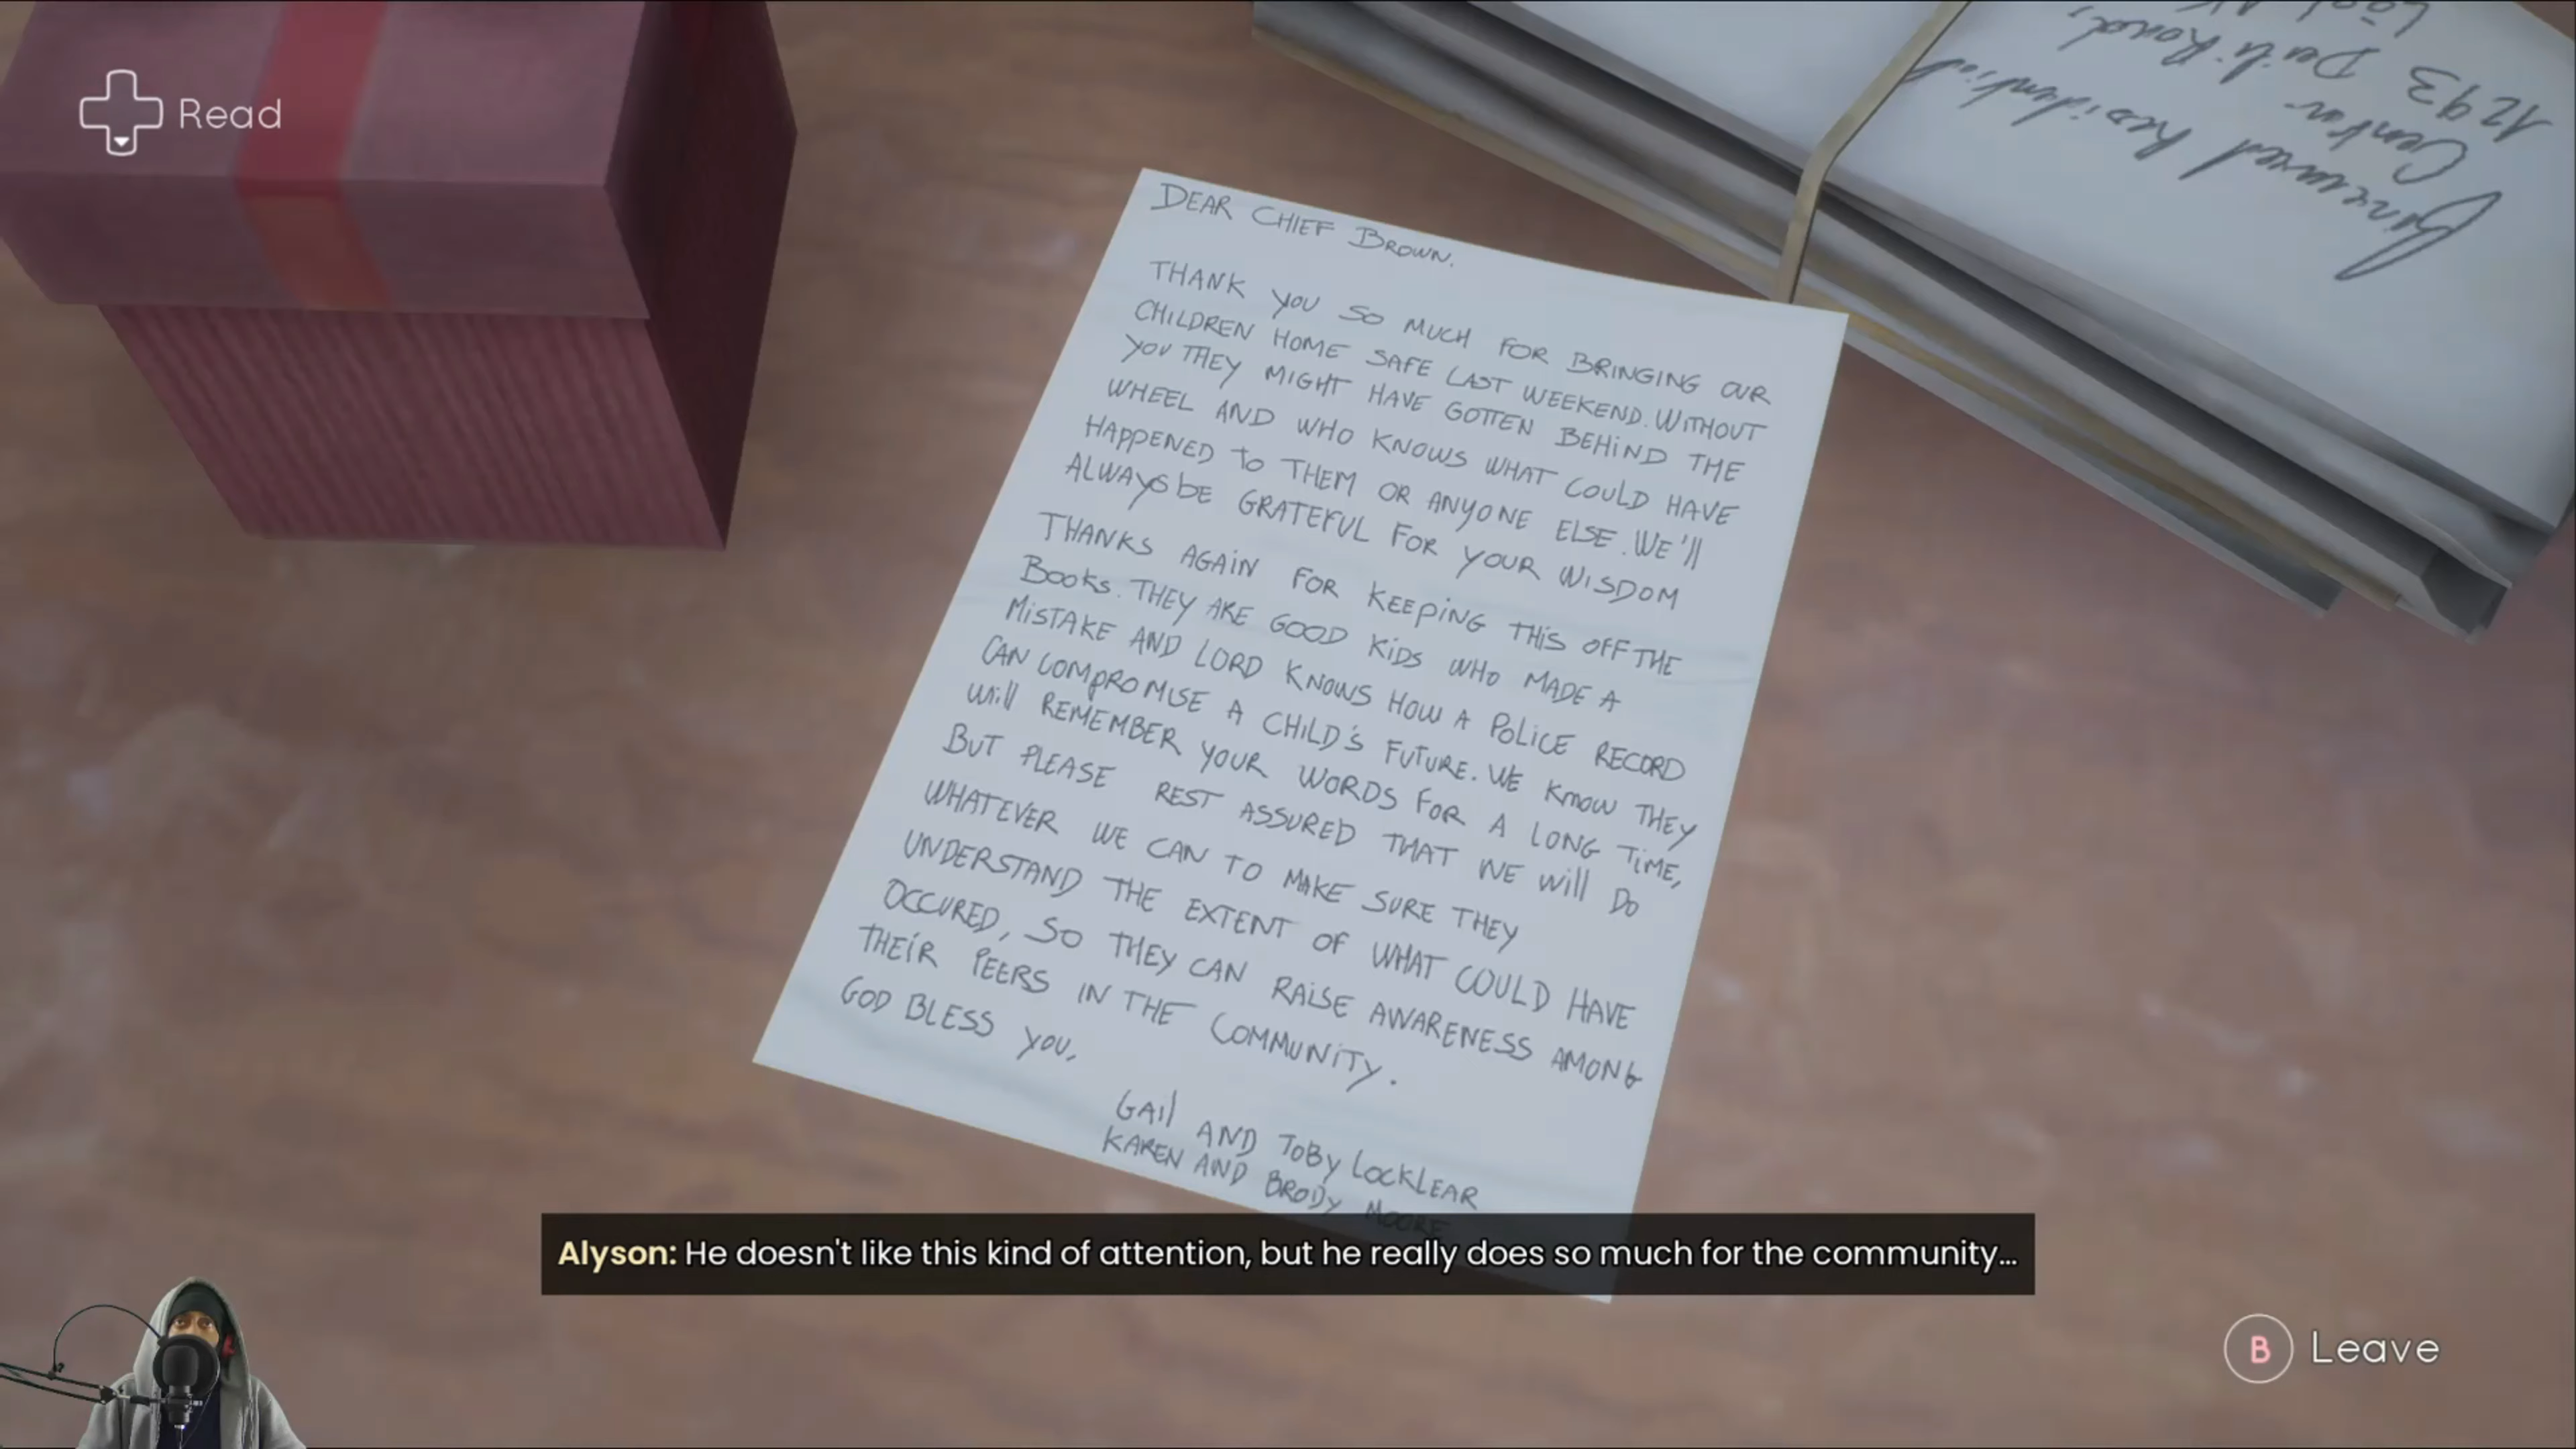 Read
Fireweed Residential
Center
1293
DEAR CHIEF BROWN.
THANK YOU SO MUCH FOR BRINGING OUR
CHILDREN HOME SAFE LAST WEEKEND. WITHOUT
YOU THEY MIGHT HAVE GOTTEN BEHIND THE
WHEEL AND WHO KNOWS WHAT COULD HAVE
HAPPENED TO THEM OR ANYONE ELSE. WE'll
ALWAYS bE GRATEFUL FOR YOUR WISDOM
THANKS AGAIN FOR KEEPING THIS OFF THE
BOOKS. THEY ARE GOOD KIDS WHO MADE A
MISTAKE AND LORD KNOWS HOW A POLICE RECORD
CAN COMPROMISE A CHILD'S FUTURE. WE KNOW THEY
Will REMEMBER YOUR WORDS FOR A LONG TIME,
BUT PLEASE REST ASSURED THAT WE Will DO
WHATEVER WE CAN TO MAKE SURE THEY
UNDERSTAND THE EXTENT OF WHAT COULD HAVE
OCCURED, SO THEY CAN RAISE AWARENESS AMONG
THEIR PEERS IN THE COMMUNITY.
GOD BLESS YOU,
GAIl AND TOBY LOCKLEAR
KAREN AND BRODY MOORE
Alyson: He doesn't like this kind of attention, but he really does so much for the community...
B Leave